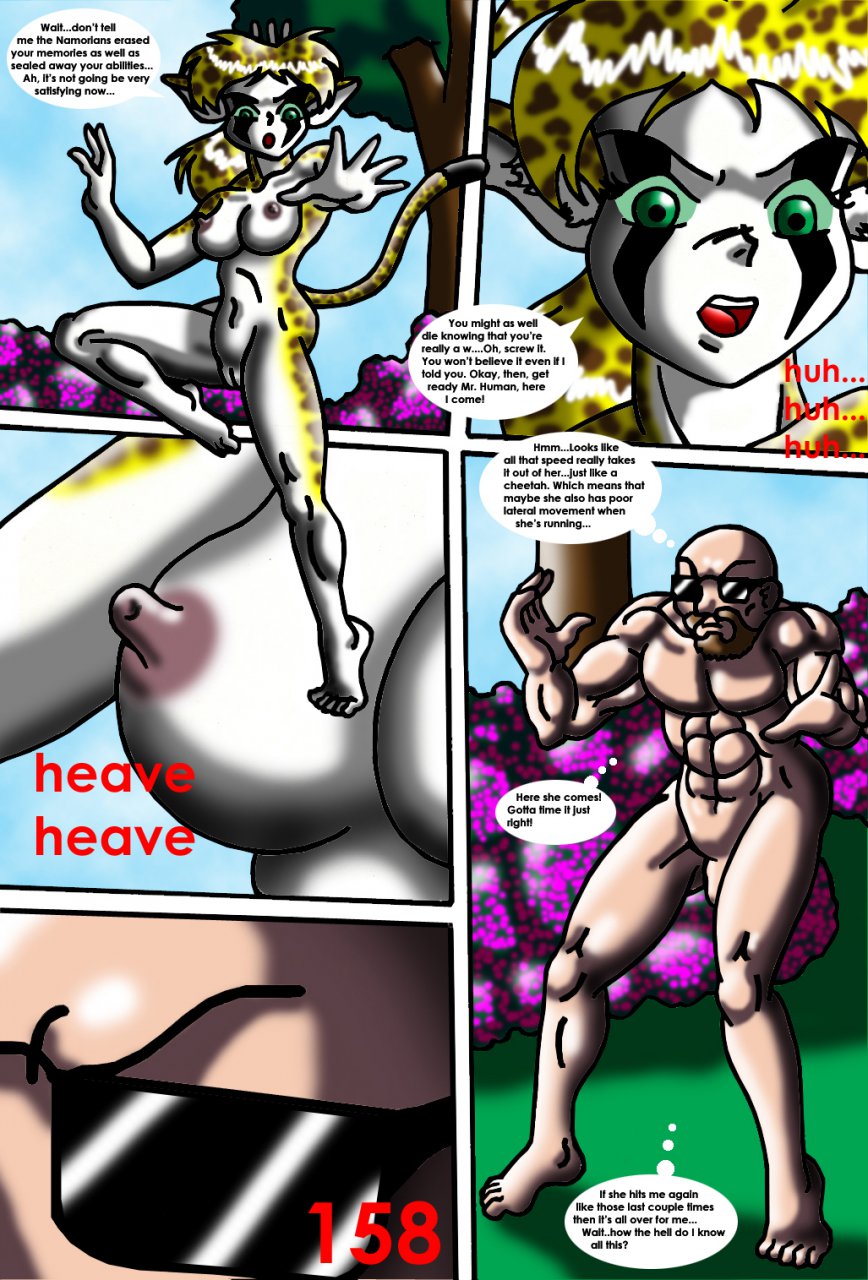 Wait...don't tell
me the Namorians erased
your memories as well as
sealed away your abilities...
Ah, it's not going be very
satisfying now...
You might as well
die knowing that you're
really a w....Oh, screw it.
You won't believe it even if I
told you. Okay, then, get
ready Mr. Human, here
I come!
huh...
huh...
huh...
heave
heave
Hmm...Looks like
all that speed really takes
it out of her...just like a
cheetah. Which means that
maybe she also has poor
lateral movement when
she's running...
Here she comes!
Gotta time it just
right!
If she hits me again
like those last couple times
then it's all over for me...
Wait..how the hell do I know
all this?
158